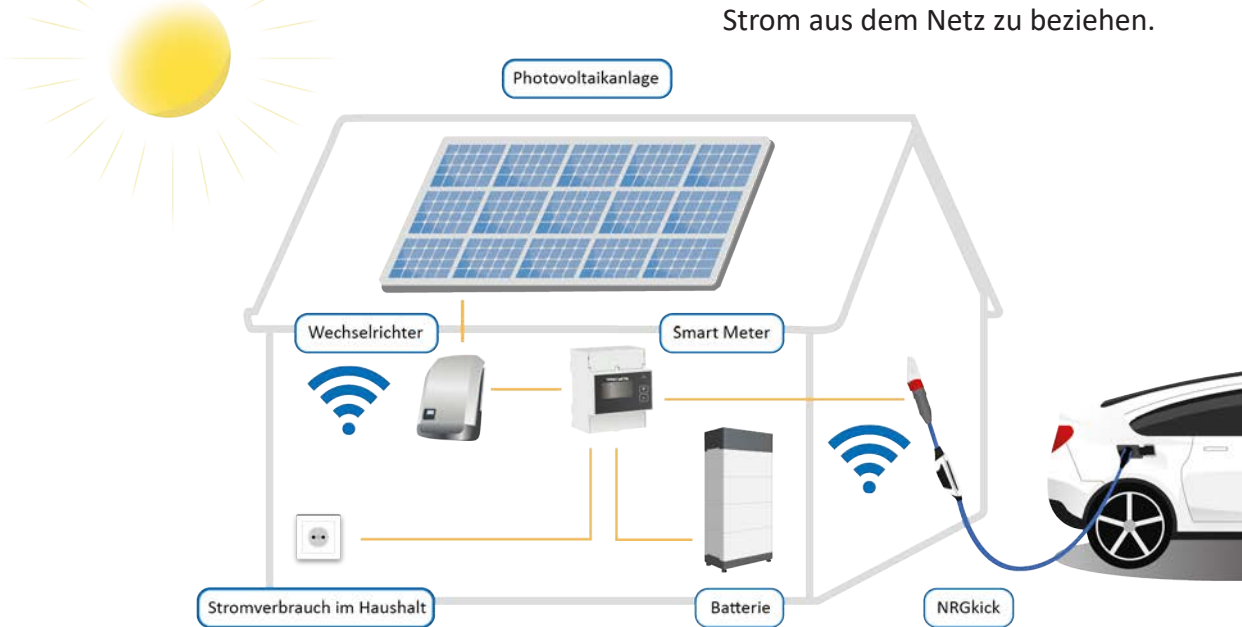 Strom aus dem Netz zu beziehen.
Photovoltaikanlage
Wechselrichter
Smart Meter
Stromverbrauch im Haushalt
Batterie
NRGkick